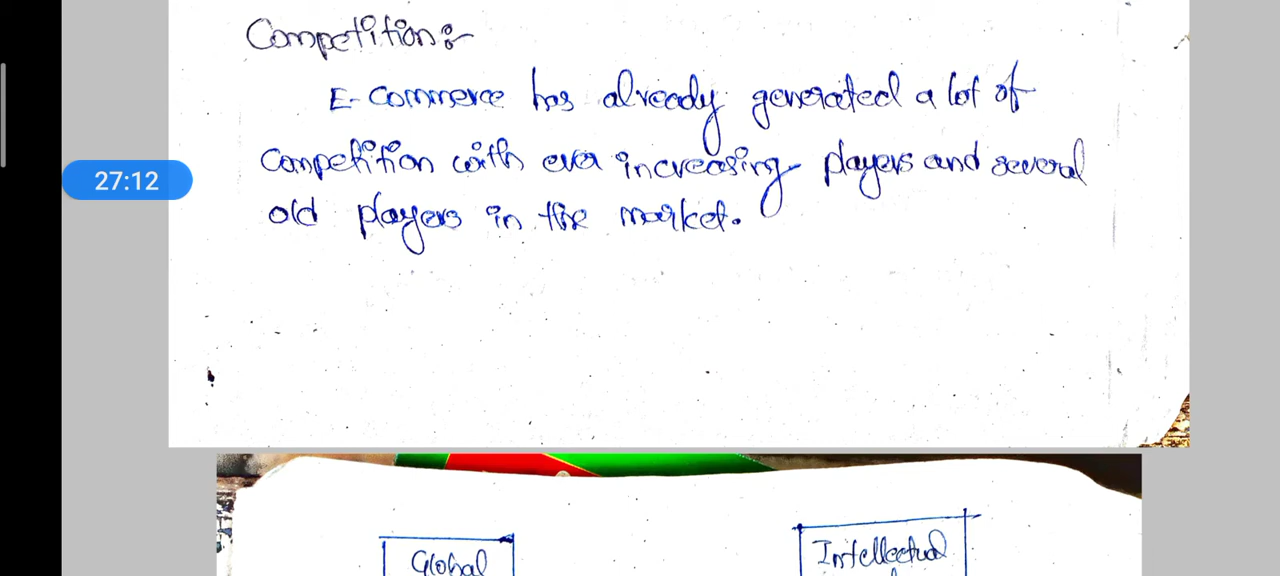 Competition:-
E-Commerce has already generated a lot of
competition with ever increasing players and several
old players in the market.
27:12
Global
Intellectual